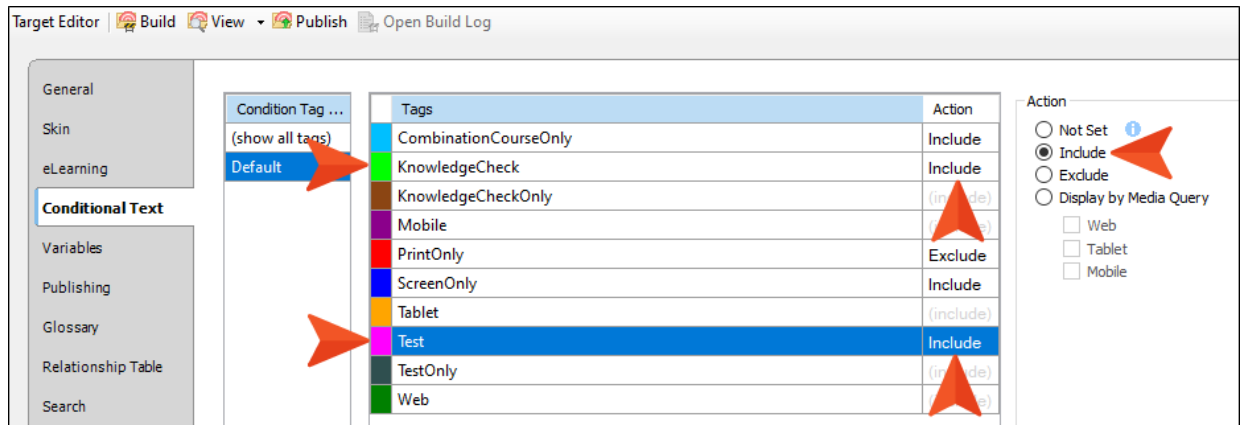 Target Editor Build View Publish Open Build Log
General
Skin
eLearning
Conditional Text
Variables
Publishing
Glossary
Relationship Table
Search
Condition Tag ...
(show all tags)
Default
Tags Action
CombinationCourseOnly Include
KnowledgeCheck Include
KnowledgeCheckOnly
Mobile
PrintOnly Exclude
ScreenOnly Include
Tablet (include)
Test Include
TestOnly
Web
Action
Not Set
Include
Exclude
Display by Media Query
Web
Tablet
Mobile